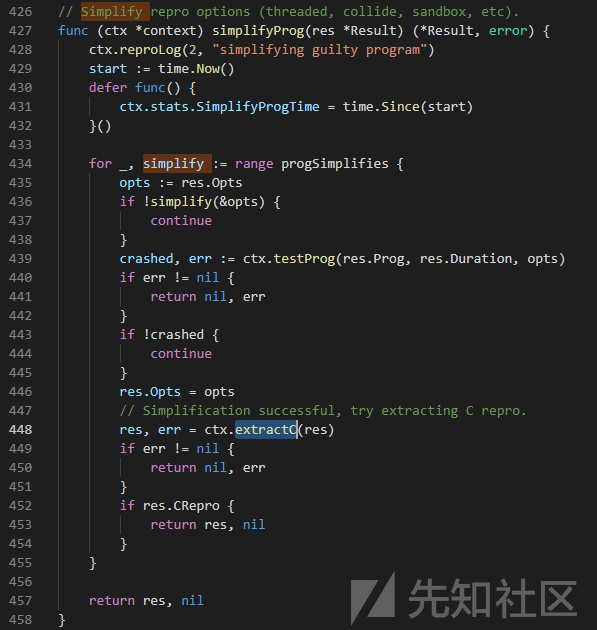 426 // Simplify repro options (threaded, collide, sandbox, etc).
427 func (ctx *context) simplifyProg(res *Result) (*Result, error) {
428     ctx.reproLog(2, "simplifying guilty program")
429     start := time.Now()
430     defer func() {
431         ctx.stats.SimplifyProgTime = time.Since(start)
432     }()
433
434     for _, simplify := range progSimplifies {
435         opts := res.Opts
436         if !simplify(&opts) {
437             continue
438         }
439         crashed, err := ctx.testProg(res.Prog, res.Duration, opts)
440         if err != nil {
441             return nil, err
442         }
443         if !crashed {
444             continue
445         }
446         res.Opts = opts
447         // Simplification successful, try extracting C repro.
448         res, err = ctx.extractC(res)
449         if err != nil {
450             return nil, err
451         }
452         if res.CRepro {
453             return res, nil
454         }
455     }
456
457     return res, nil
458 }
先知社区